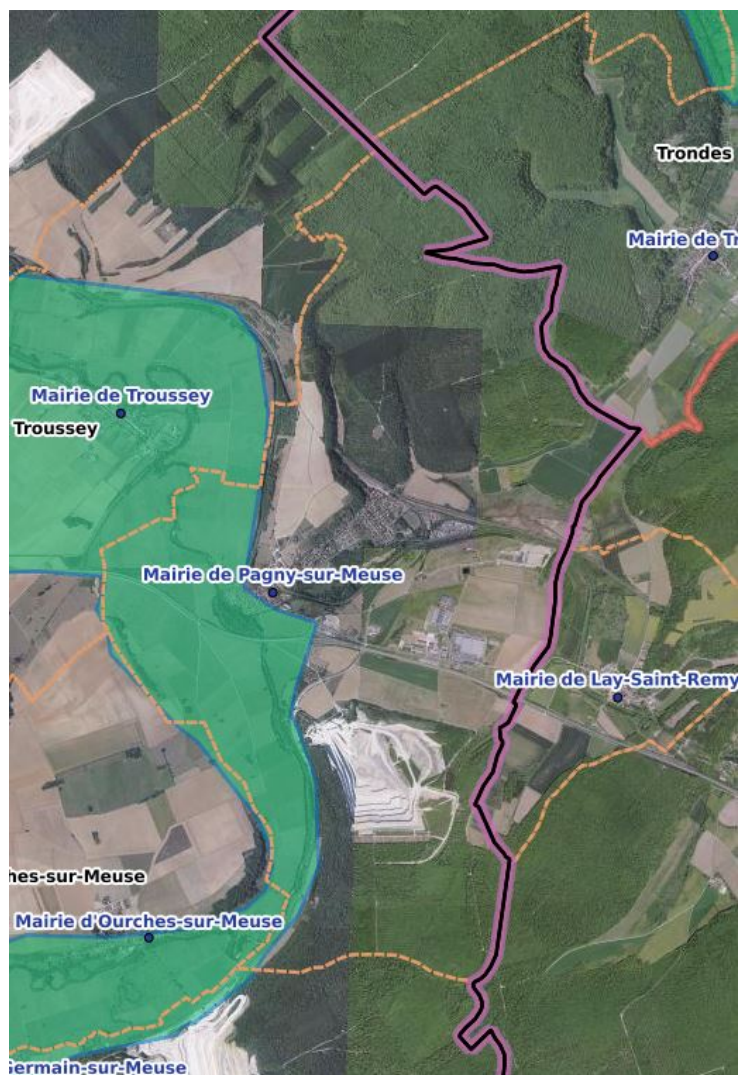 Trondes
Mairie de Tr
Mairie de Troussey
Troussey
Mairie de Pagny-sur-Meuse
Mairie de Lay-Saint-Remy
hes-sur-Meuse
Mairie d'Ourches-sur-Meuse
Germain-sur-Meuse